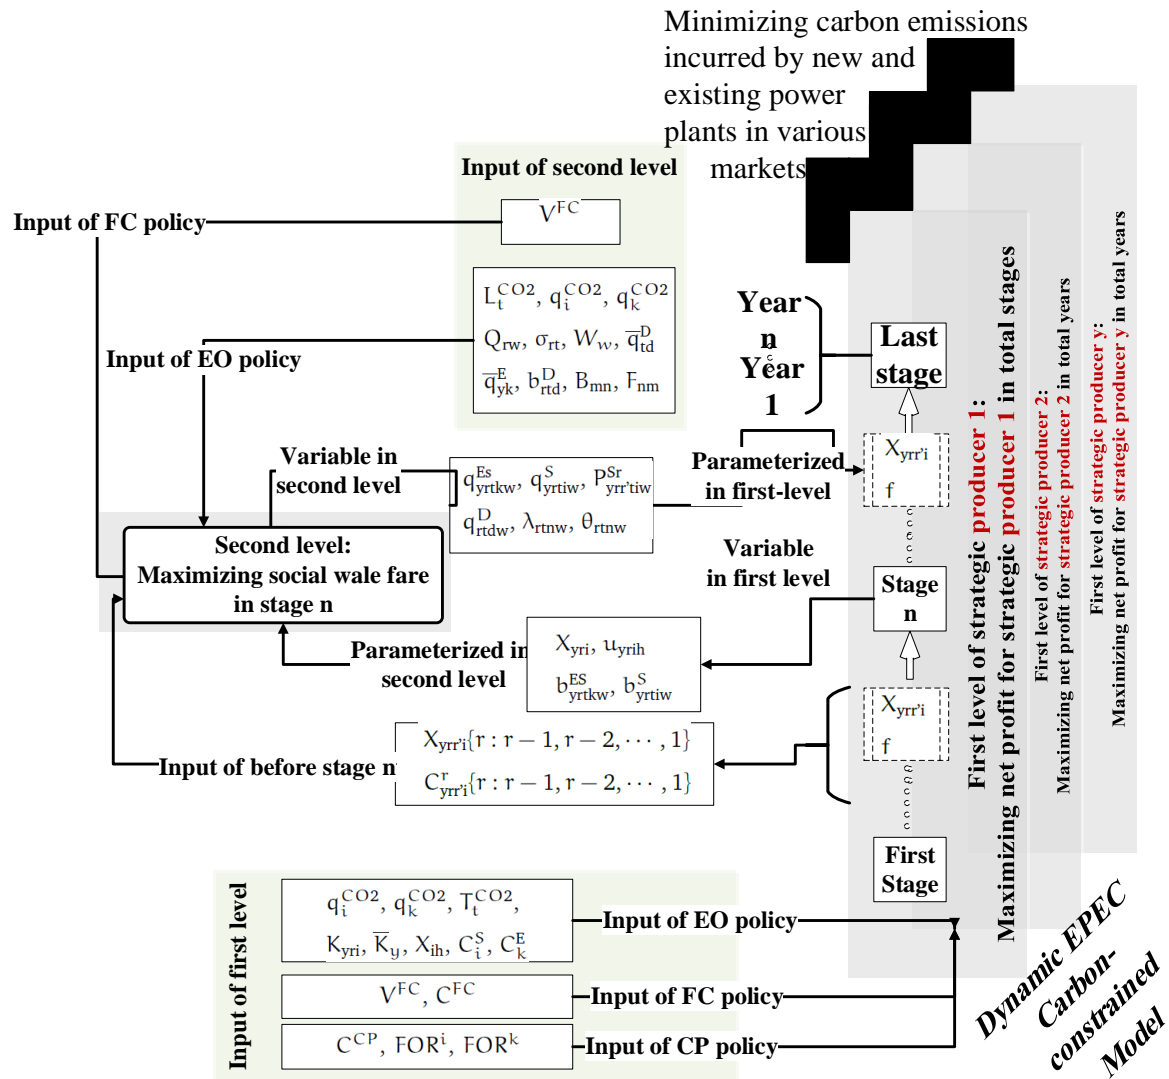 Minimizing carbon emissions
incurred by new and
existing power
plants in various
markets
Input of second level
V^FC
Input of FC policy
L_t^CO2, q_i^CO2, q_k^CO2
Q_rw, σ_rt, W_w, q̅_td^D
q̅_yk^E, b_rtd^D, B_mn, F_nm
Input of EO policy
Year
n
Year
1
Last
stage
Variable in
second level
q_yrtkw^Es, q_yrtiw^S, P_yrr'tiw^Sr
q_rtdw^D, λ_rtnw, θ_rtnw
Parameterized
in first-level
X_yrr'i
f
Second level:
Maximizing social wale fare
in stage n
Variable
in first level
Stage
n
Parameterized in
second level
X_yri, u_yrih
b_yrtkw^ES, b_yrtiw^S
X_yrr'i
f
Input of before stage n
X_yrr'i{r : r − 1, r − 2, ⋯ , 1}
C_yrr'i^r{r : r − 1, r − 2, ⋯ , 1}
First
Stage
First level of strategic producer 1:
Maximizing net profit for strategic producer 1 in total stages
First level of strategic producer 2:
Maximizing net profit for strategic producer 2 in total years
First level of strategic producer y:
Maximizing net profit for strategic producer y in total years
Input of first level
q_i^CO2, q_k^CO2, T_t^CO2,
K_yri, K̅_y, X_ih, C_i^S, C_k^E
Input of EO policy
V^FC, C^FC
Input of FC policy
C^CP, FOR^i, FOR^k
Input of CP policy
Dynamic EPEC
Carbon-
constrained
Model